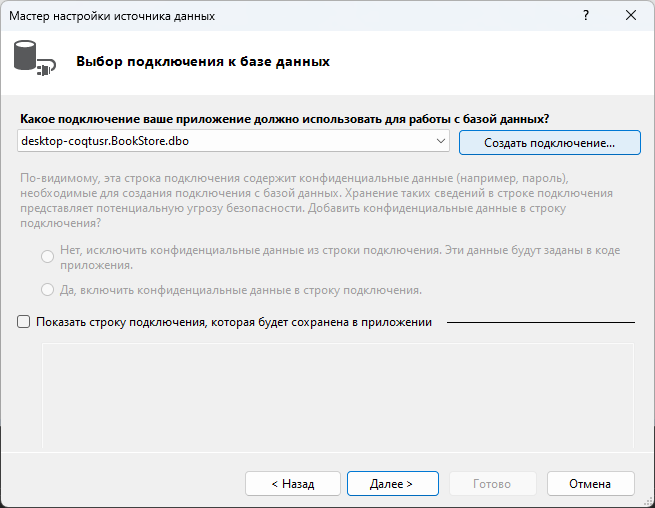 Мастер настройки источника данных
?
Выбор подключения к базе данных
Какое подключение ваше приложение должно использовать для работы с базой данных?
desktop-coqtusr.BookStore.dbo
Создать подключение...
По-видимому, эта строка подключения содержит конфиденциальные данные (например, пароль),
необходимые для создания подключения с базой данных. Хранение таких сведений в строке подключения
представляет потенциальную угрозу безопасности. Добавить конфиденциальные данные в строку
подключения?
Нет, исключить конфиденциальные данные из строки подключения. Эти данные будут заданы в коде
приложения.
Да, включить конфиденциальные данные в строку подключения.
Показать строку подключения, которая будет сохранена в приложении
< Назад
Далее >
Готово
Отмена